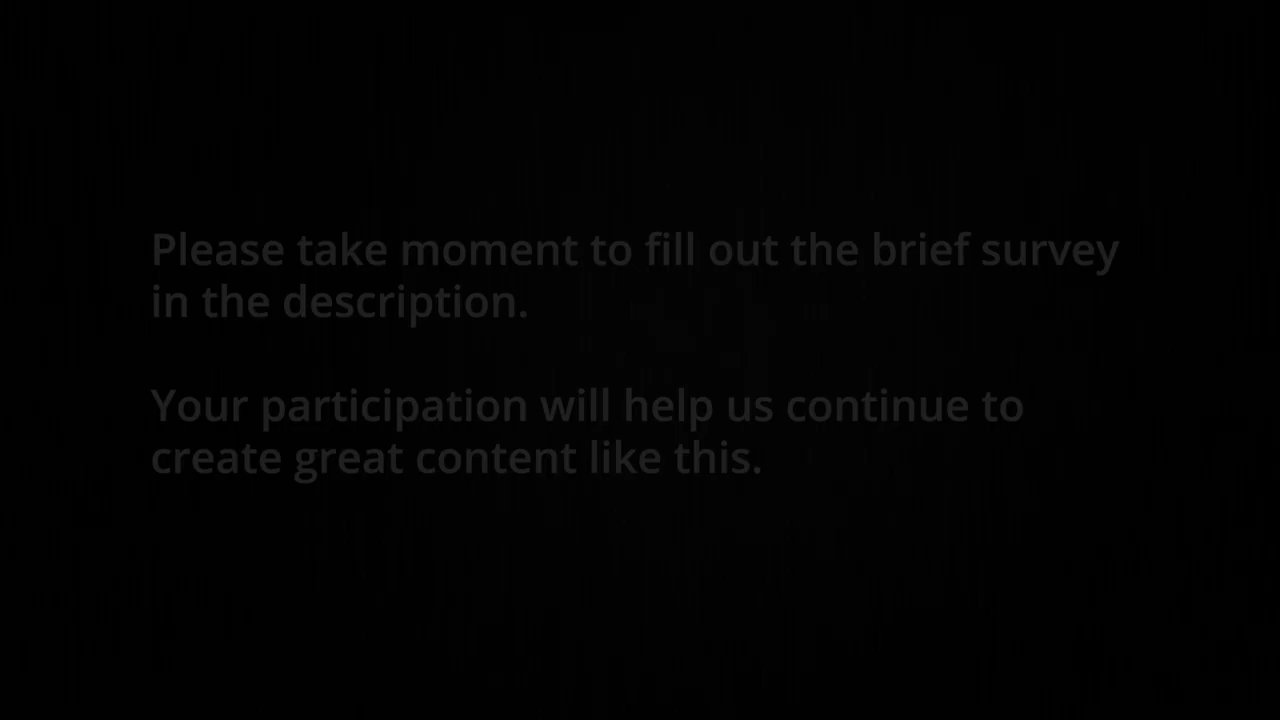 Please take moment to fill out the brief survey
in the description.
Your participation will help us continue to
create great content like this.